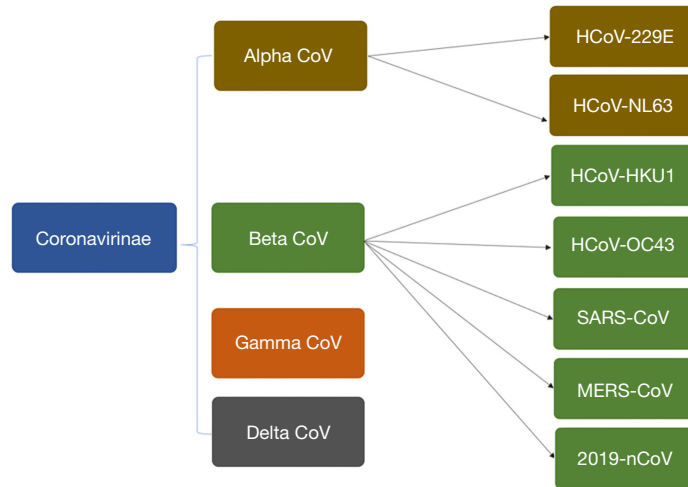 Coronavirinae
Alpha CoV
Beta CoV
Gamma CoV
Delta CoV
HCoV-229E
HCoV-NL63
HCoV-HKU1
HCoV-OC43
SARS-CoV
MERS-CoV
2019-nCoV